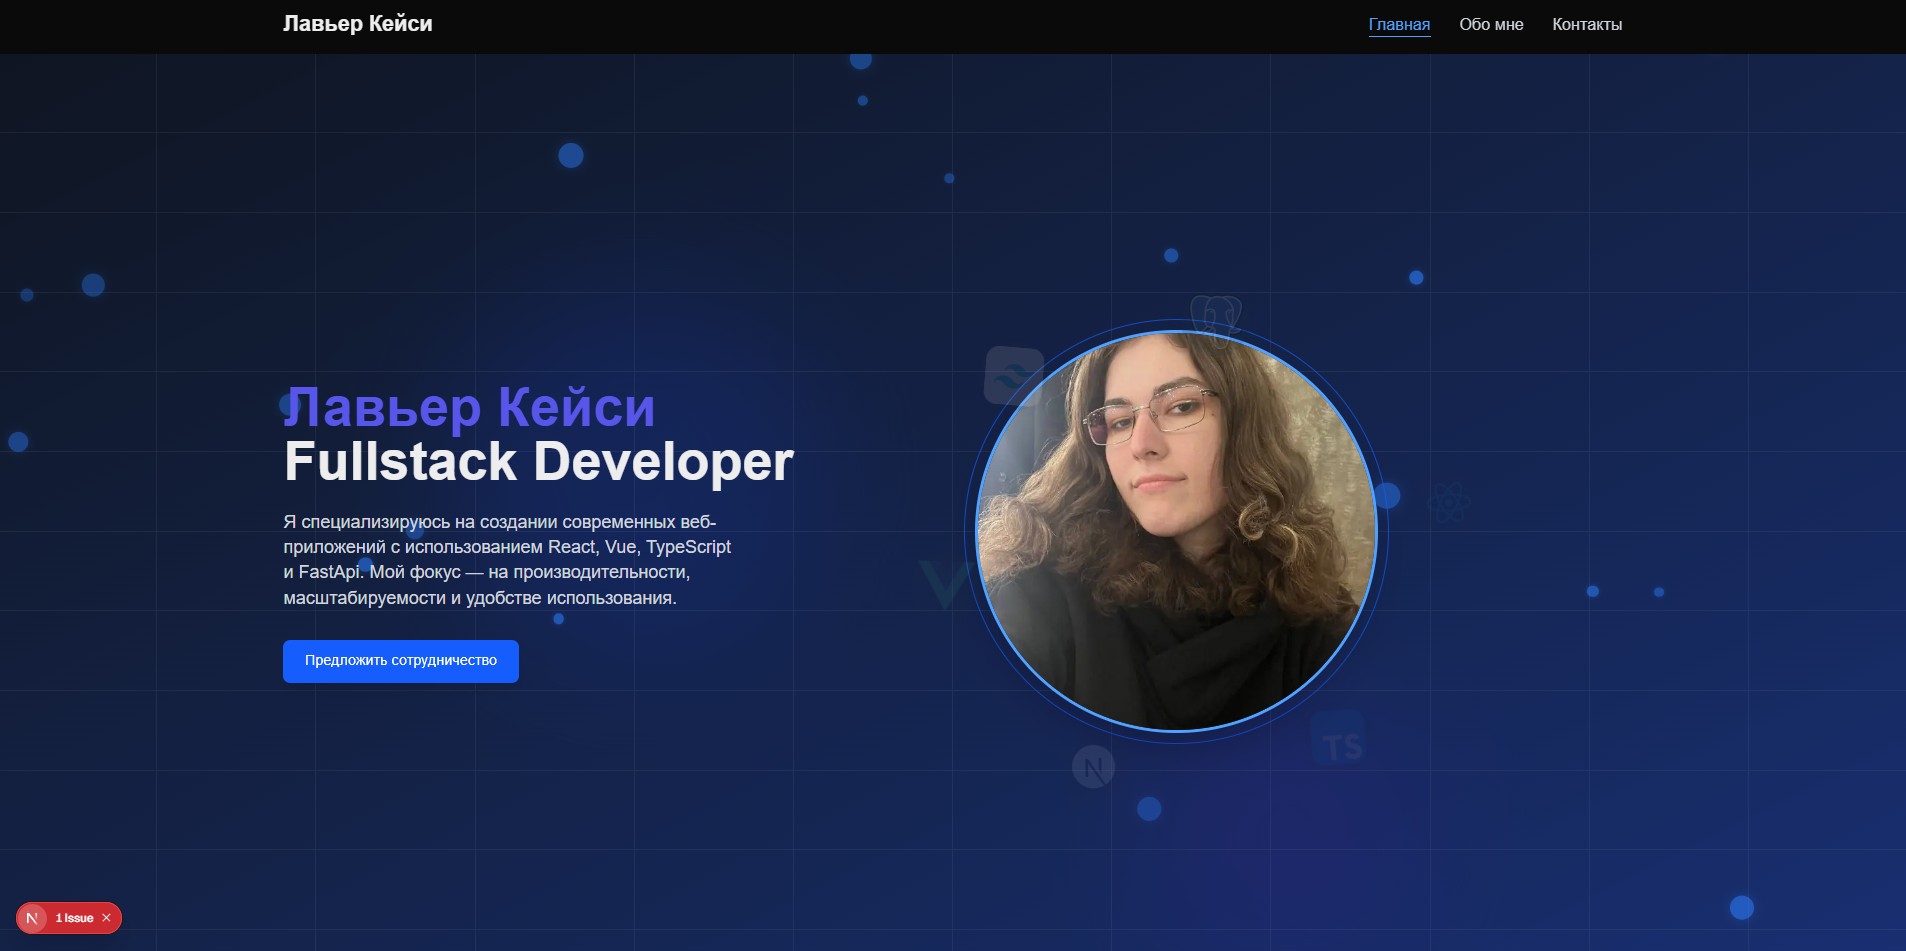 Лавьер Кейси
Главная Обо мне Контакты
Лавьер Кейси
Fullstack Developer
Я специализируюсь на создании современных веб-
приложений с использованием React, Vue, TypeScript
и FastApi. Мой фокус — на производительности,
масштабируемости и удобстве использования.
Предложить сотрудничество
TS
N
N 1 Issue ×